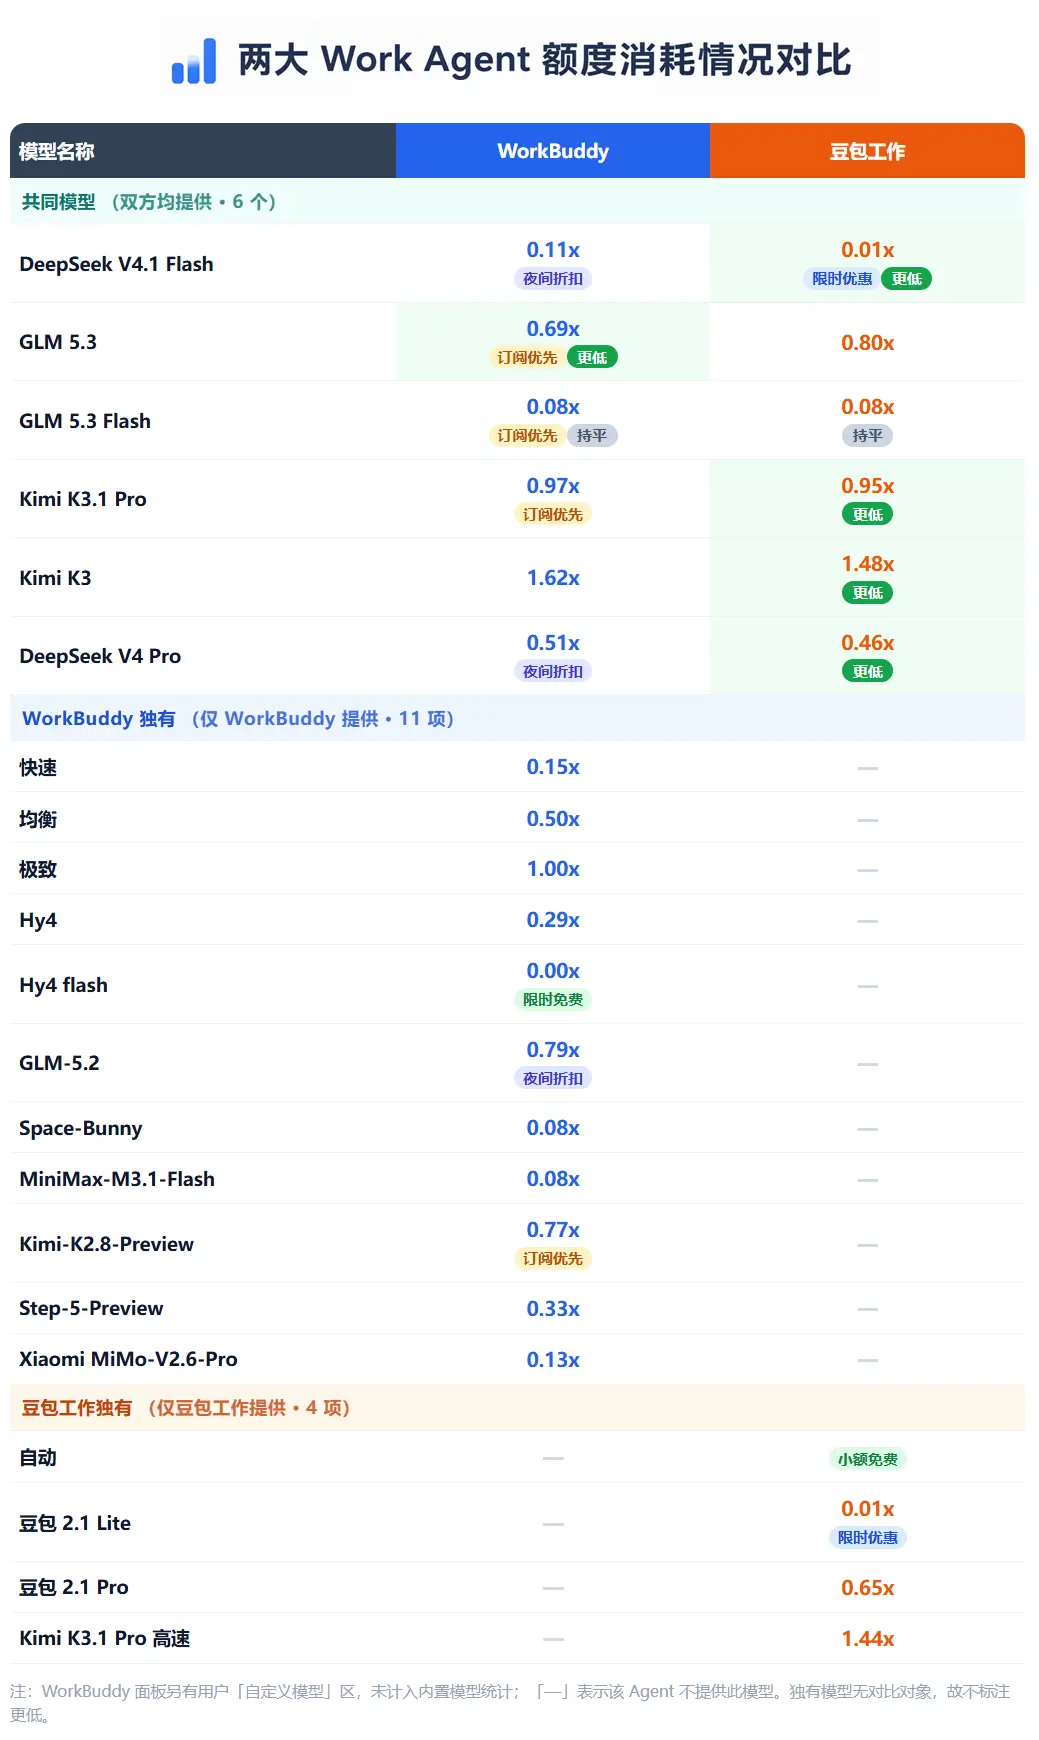 两大 Work Agent 额度消耗情况对比
模型名称 WorkBuddy 豆包工作
共同模型 （双方均提供 • 6 个）
DeepSeek V4.1 Flash 0.11x 夜间折扣 0.01x 限时优惠 更低
GLM 5.3 0.69x 订阅优先 更低 0.80x
GLM 5.3 Flash 0.08x 订阅优先 持平 0.08x 持平
Kimi K3.1 Pro 0.97x 订阅优先 0.95x 更低
Kimi K3 1.62x 1.48x 更低
DeepSeek V4 Pro 0.51x 夜间折扣 0.46x 更低
WorkBuddy 独有 （仅 WorkBuddy 提供 • 11 项）
快速 0.15x —
均衡 0.50x —
极致 1.00x —
Hy4 0.29x —
Hy4 flash 0.00x 限时免费 —
GLM-5.2 0.79x 夜间折扣 —
Space-Bunny 0.08x —
MiniMax-M3.1-Flash 0.08x —
Kimi-K2.8-Preview 0.77x 订阅优先 —
Step-5-Preview 0.33x —
Xiaomi MiMo-V2.6-Pro 0.13x —
豆包工作独有 （仅豆包工作提供 • 4 项）
自动 — 小额免费
豆包 2.1 Lite — 0.01x 限时优惠
豆包 2.1 Pro — 0.65x
Kimi K3.1 Pro 高速 — 1.44x
注：WorkBuddy 面板另有用户「自定义模型」区，未计入内置模型统计；「—」表示该 Agent 不提供此模型。独有模型无对比对象，故不标注
更低。